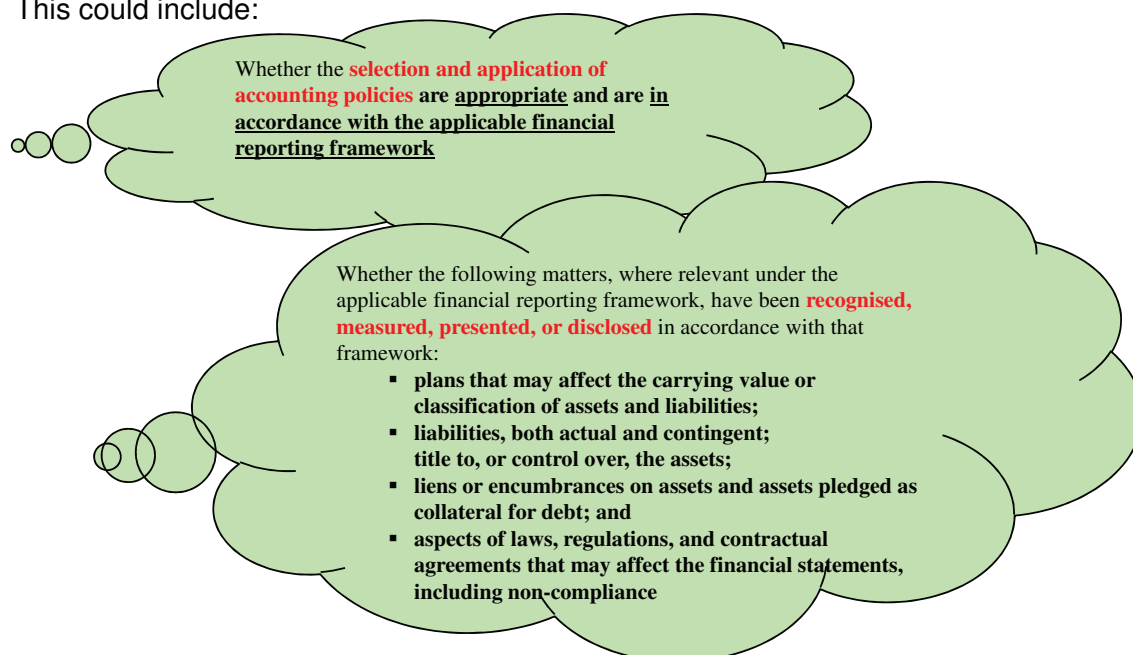 This could include:
Whether the selection and application of
accounting policies are appropriate and are in
accordance with the applicable financial
reporting framework
Whether the following matters, where relevant under the
applicable financial reporting framework, have been recognised,
measured, presented, or disclosed in accordance with that
framework:
▪ plans that may affect the carrying value or
classification of assets and liabilities;
▪ liabilities, both actual and contingent;
title to, or control over, the assets;
▪ liens or encumbrances on assets and assets pledged as
collateral for debt; and
▪ aspects of laws, regulations, and contractual
agreements that may affect the financial statements,
including non-compliance